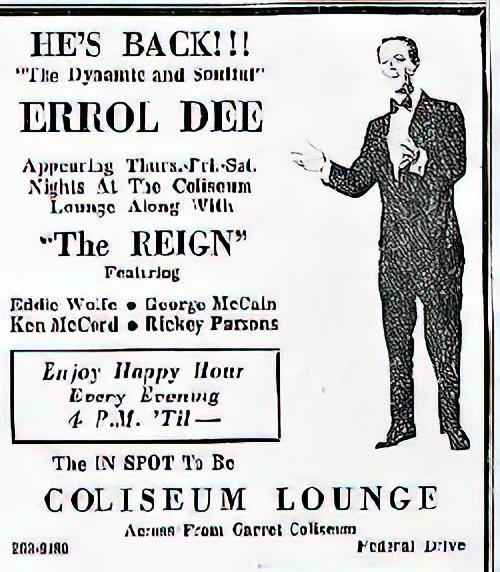 HE'S BACK!!!
"The Dynamic and Soulful"
ERROL DEE
Appearing Thurs.-Fri.-Sat.
Nights At The Coliseum
Lounge Along With
"The REIGN"
Featuring
Eddie Wolfe • George McCain
Ken McCord • Rickey Parsons
Enjoy Happy Hour
Every Evening
4 P.M. 'Til—
The IN SPOT To Be
COLISEUM LOUNGE
Across From Garret Coliseum
Federal Drive